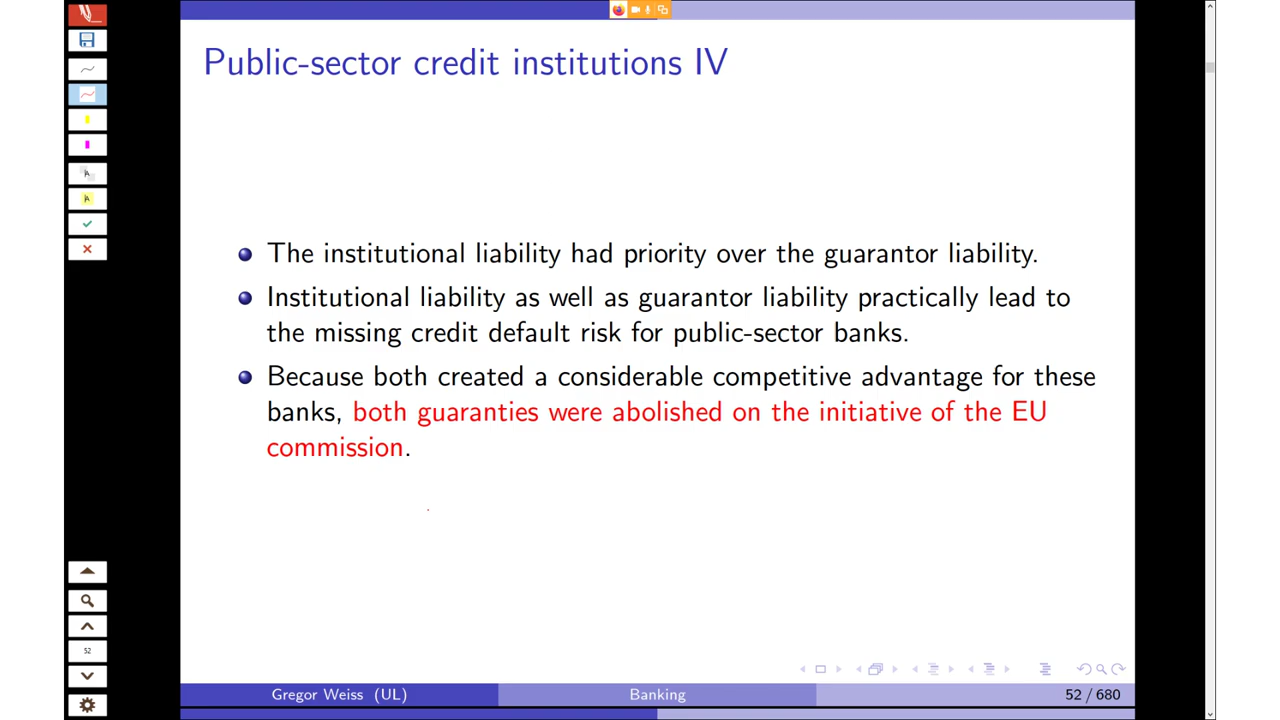 Public-sector credit institutions IV
The institutional liability had priority over the guarantor liability.
Institutional liability as well as guarantor liability practically lead to
the missing credit default risk for public-sector banks.
Because both created a considerable competitive advantage for these
banks, both guaranties were abolished on the initiative of the EU
commission.
52
Gregor Weiss (UL) Banking 52 / 680